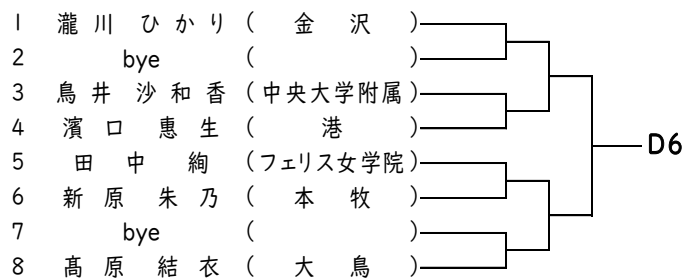 1 瀧川 ひかり ( 金沢 )
2 bye ( )
3 鳥井 沙和香 ( 中央大学附属 )
4 濱口 惠生 ( 港 )
5 田中 絢 ( フェリス女学院 )
6 新原 朱乃 ( 本牧 )
7 bye ( )
8 髙原 結衣 ( 大鳥 )
D6